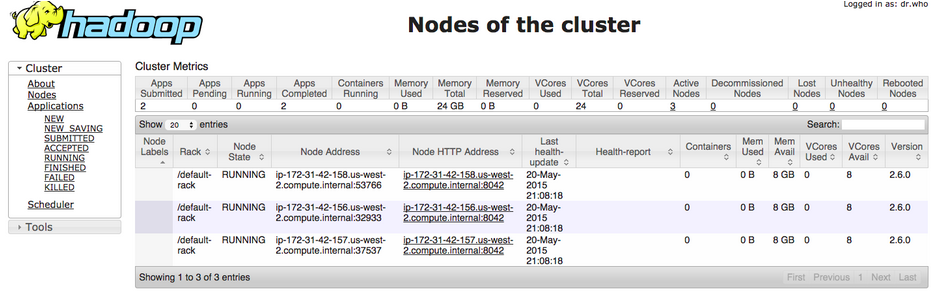 Logged in as: dr.who
hadoop
Nodes of the cluster
Cluster
About
Nodes
Applications
NEW
NEW_SAVING
SUBMITTED
ACCEPTED
RUNNING
FINISHED
FAILED
KILLED
Scheduler
Tools
Cluster Metrics
Apps Submitted Apps Pending Apps Running Apps Completed Containers Running Memory Used Memory Total Memory Reserved VCores Used VCores Total VCores Reserved Active Nodes Decommissioned Nodes Lost Nodes Unhealthy Nodes Rebooted Nodes
2 0 0 2 0 0 B 24 GB 0 B 0 24 0 3 0 0 0 0
Show 20 entries Search:
Node Labels Rack Node State Node Address Node HTTP Address Last health-update Health-report Containers Mem Used Mem Avail VCores Used VCores Avail Version
/default-rack RUNNING ip-172-31-42-158.us-west-2.compute.internal:53766 ip-172-31-42-158.us-west-2.compute.internal:8042 20-May-2015 21:08:18 0 0 B 8 GB 0 8 2.6.0
/default-rack RUNNING ip-172-31-42-156.us-west-2.compute.internal:32933 ip-172-31-42-156.us-west-2.compute.internal:8042 20-May-2015 21:08:18 0 0 B 8 GB 0 8 2.6.0
/default-rack RUNNING ip-172-31-42-157.us-west-2.compute.internal:37537 ip-172-31-42-157.us-west-2.compute.internal:8042 20-May-2015 21:08:18 0 0 B 8 GB 0 8 2.6.0
Showing 1 to 3 of 3 entries First Previous 1 Next Last